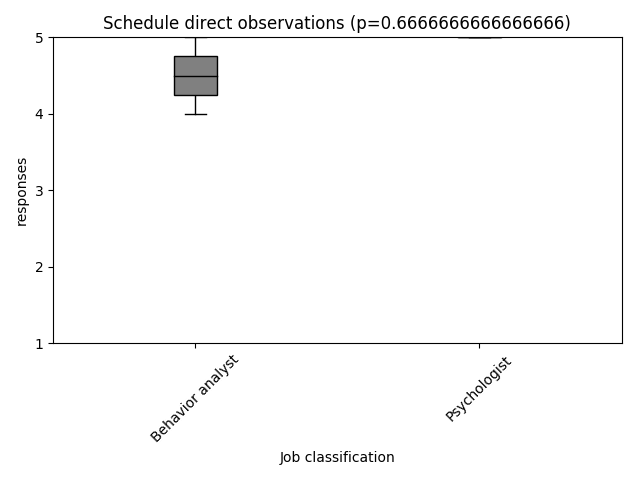 Schedule direct observations (p=0.6666666666666666)
5
4
3
2
1
responses
Behavior analyst
Psychologist
Job classification